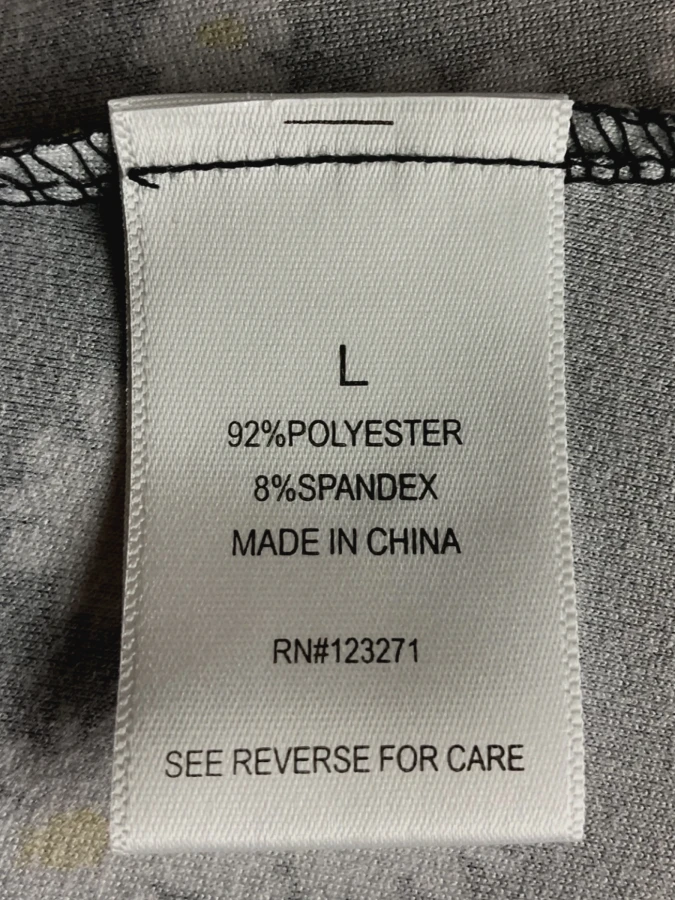 L
92%POLYESTER
8%SPANDEX
MADE IN CHINA
RN#123271
SEE REVERSE FOR CARE